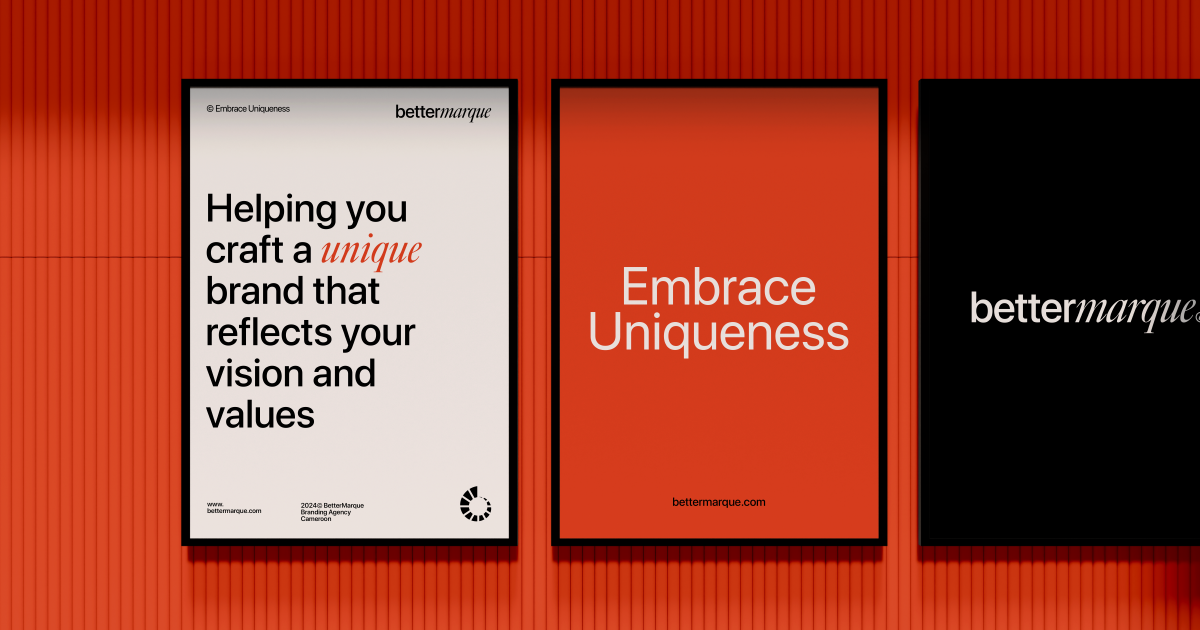 © Embrace Uniqueness
bettermarque
Helping you
craft a unique
brand that
reflects your
vision and
values
www.
bettermarque.com
2024© BetterMarque
Branding Agency
Cameroon
Embrace
Uniqueness
bettermarque.com
bettermarque